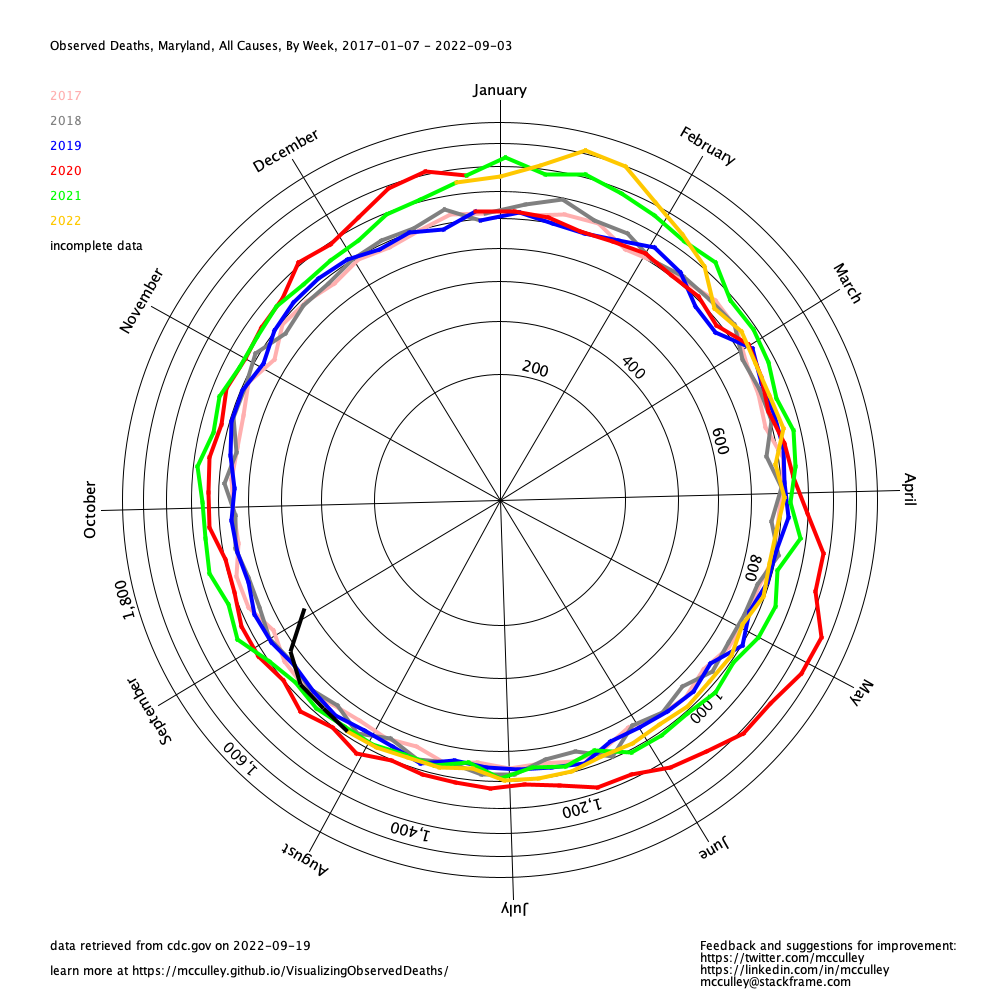 Observed Deaths, Maryland, All Causes, By Week, 2017-01-07 - 2022-09-03
January
2017
2018
2019
2020
2021
2022
incomplete data
February
December
March
November
April
October
May
September
June
August
July
200
400
600
800
1,000
1,200
1,400
1,600
1,800
data retrieved from cdc.gov on 2022-09-19
learn more at https://mcculley.github.io/VisualizingObservedDeaths/
Feedback and suggestions for improvement:
https://twitter.com/mcculley
https://linkedin.com/in/mcculley
mcculley@stackframe.com